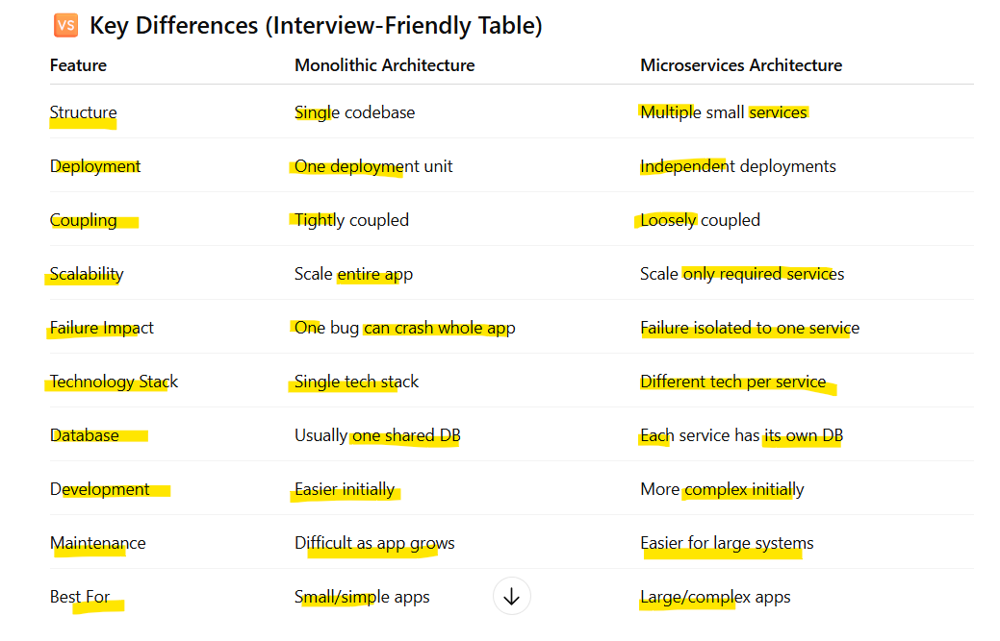 🆚 Key Differences (Interview-Friendly Table)
Feature Monolithic Architecture Microservices Architecture
Structure Single codebase Multiple small services
Deployment One deployment unit Independent deployments
Coupling Tightly coupled Loosely coupled
Scalability Scale entire app Scale only required services
Failure Impact One bug can crash whole app Failure isolated to one service
Technology Stack Single tech stack Different tech per service
Database Usually one shared DB Each service has its own DB
Development Easier initially More complex initially
Maintenance Difficult as app grows Easier for large systems
Best For Small/simple apps Large/complex apps